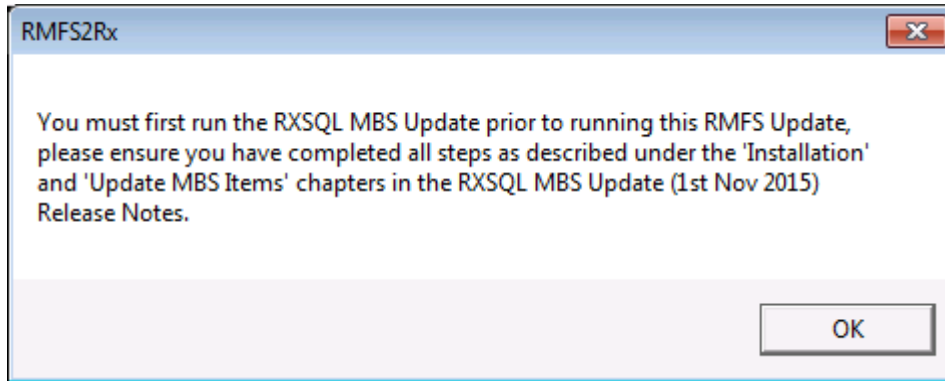 RMFS2Rx
You must first run the RXSQL MBS Update prior to running this RMFS Update,
please ensure you have completed all steps as described under the 'Installation'
and 'Update MBS Items' chapters in the RXSQL MBS Update (1st Nov 2015)
Release Notes.
OK